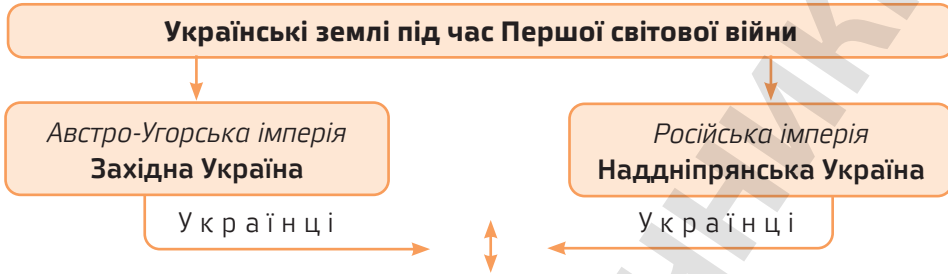 Українські землі під час Першої світової війни
Австро-Угорська імперія
Західна Україна
Російська імперія
Наддніпрянська Україна
Українці
Українці